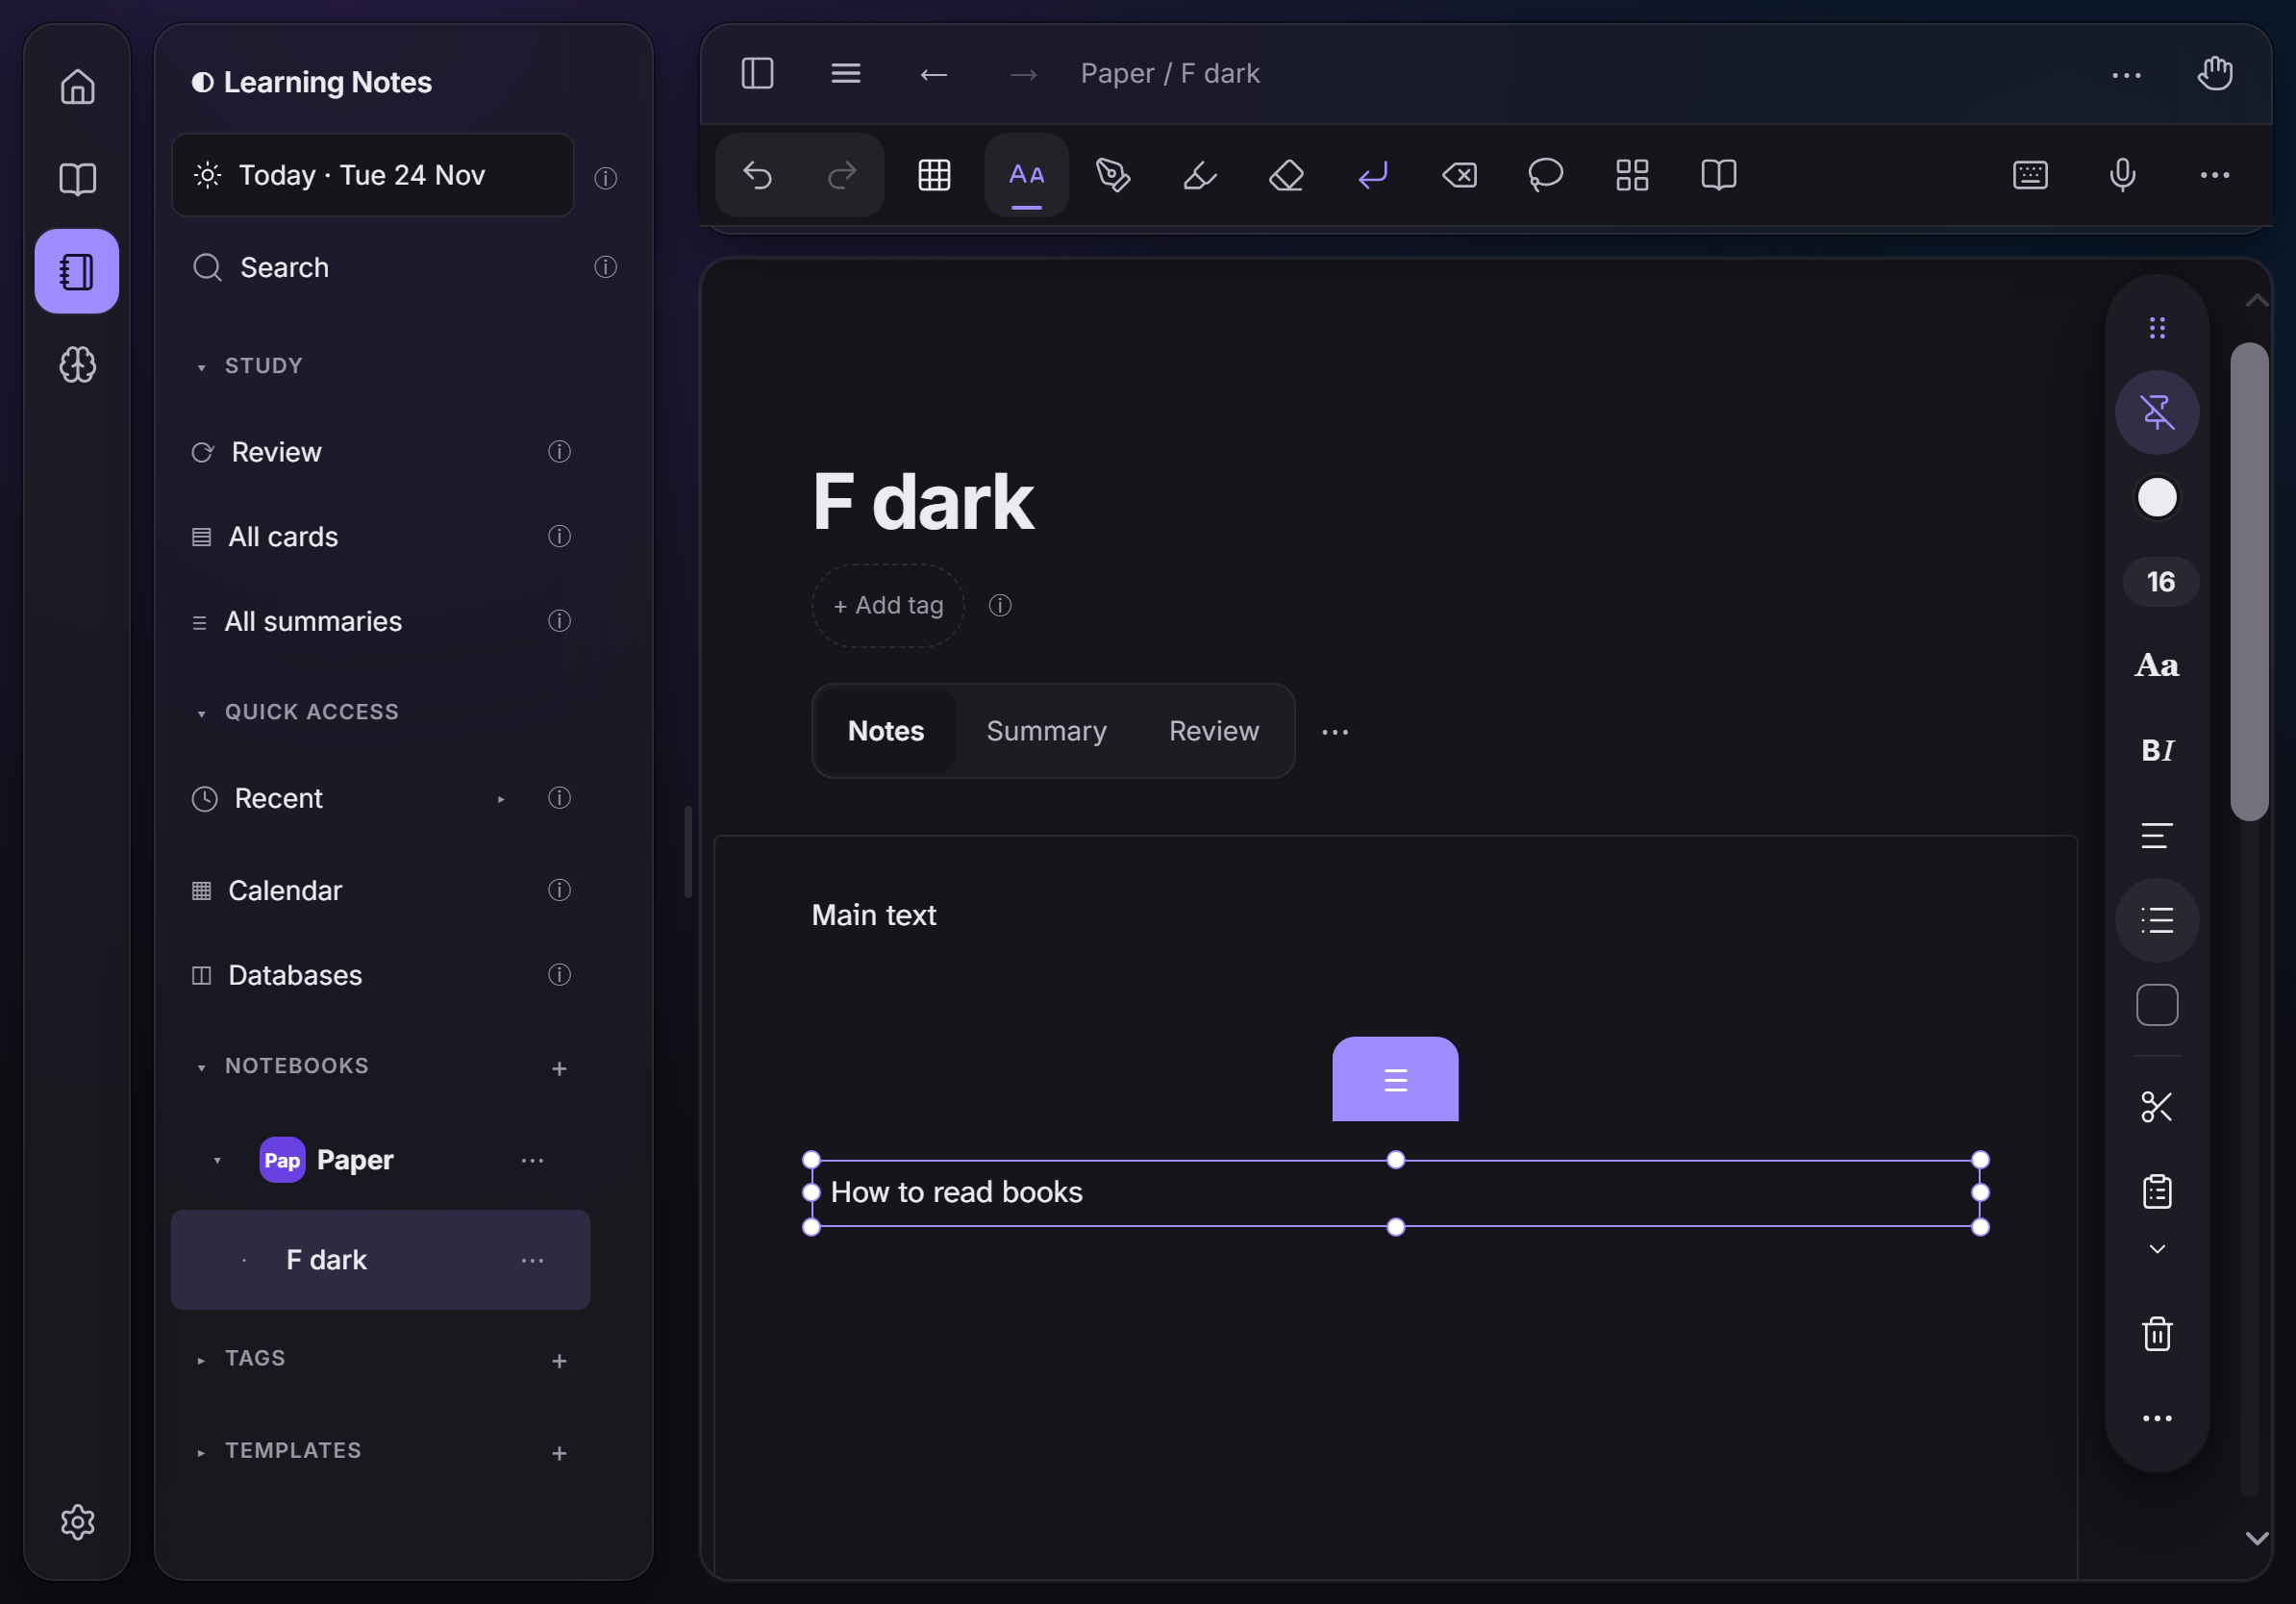 Learning Notes
Today · Tue 24 Nov
Search
STUDY
Review
All cards
All summaries
QUICK ACCESS
Recent
Calendar
Databases
NOTEBOOKS
Pap Paper
F dark
TAGS
TEMPLATES
Paper / F dark
AA
F dark
+ Add tag
Notes Summary Review
Main text
How to read books
16
Aa
BI